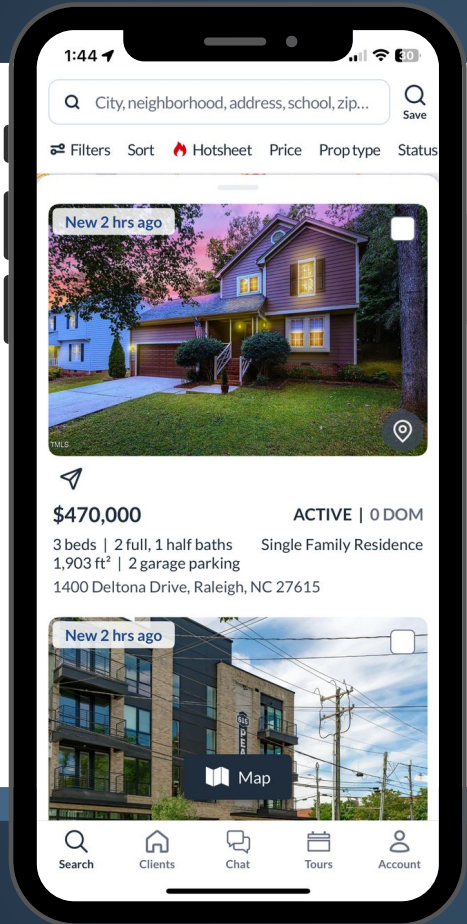 1:44
30
City, neighborhood, address, school, zip...
Save
Filters Sort Hotsheet Price Prop type Status
New 2 hrs ago
TMLS
$470,000 ACTIVE | 0 DOM
3 beds | 2 full, 1 half baths Single Family Residence
1,903 ft² | 2 garage parking
1400 Deltona Drive, Raleigh, NC 27615
New 2 hrs ago
615
PEA
Map
Search Clients Chat Tours Account